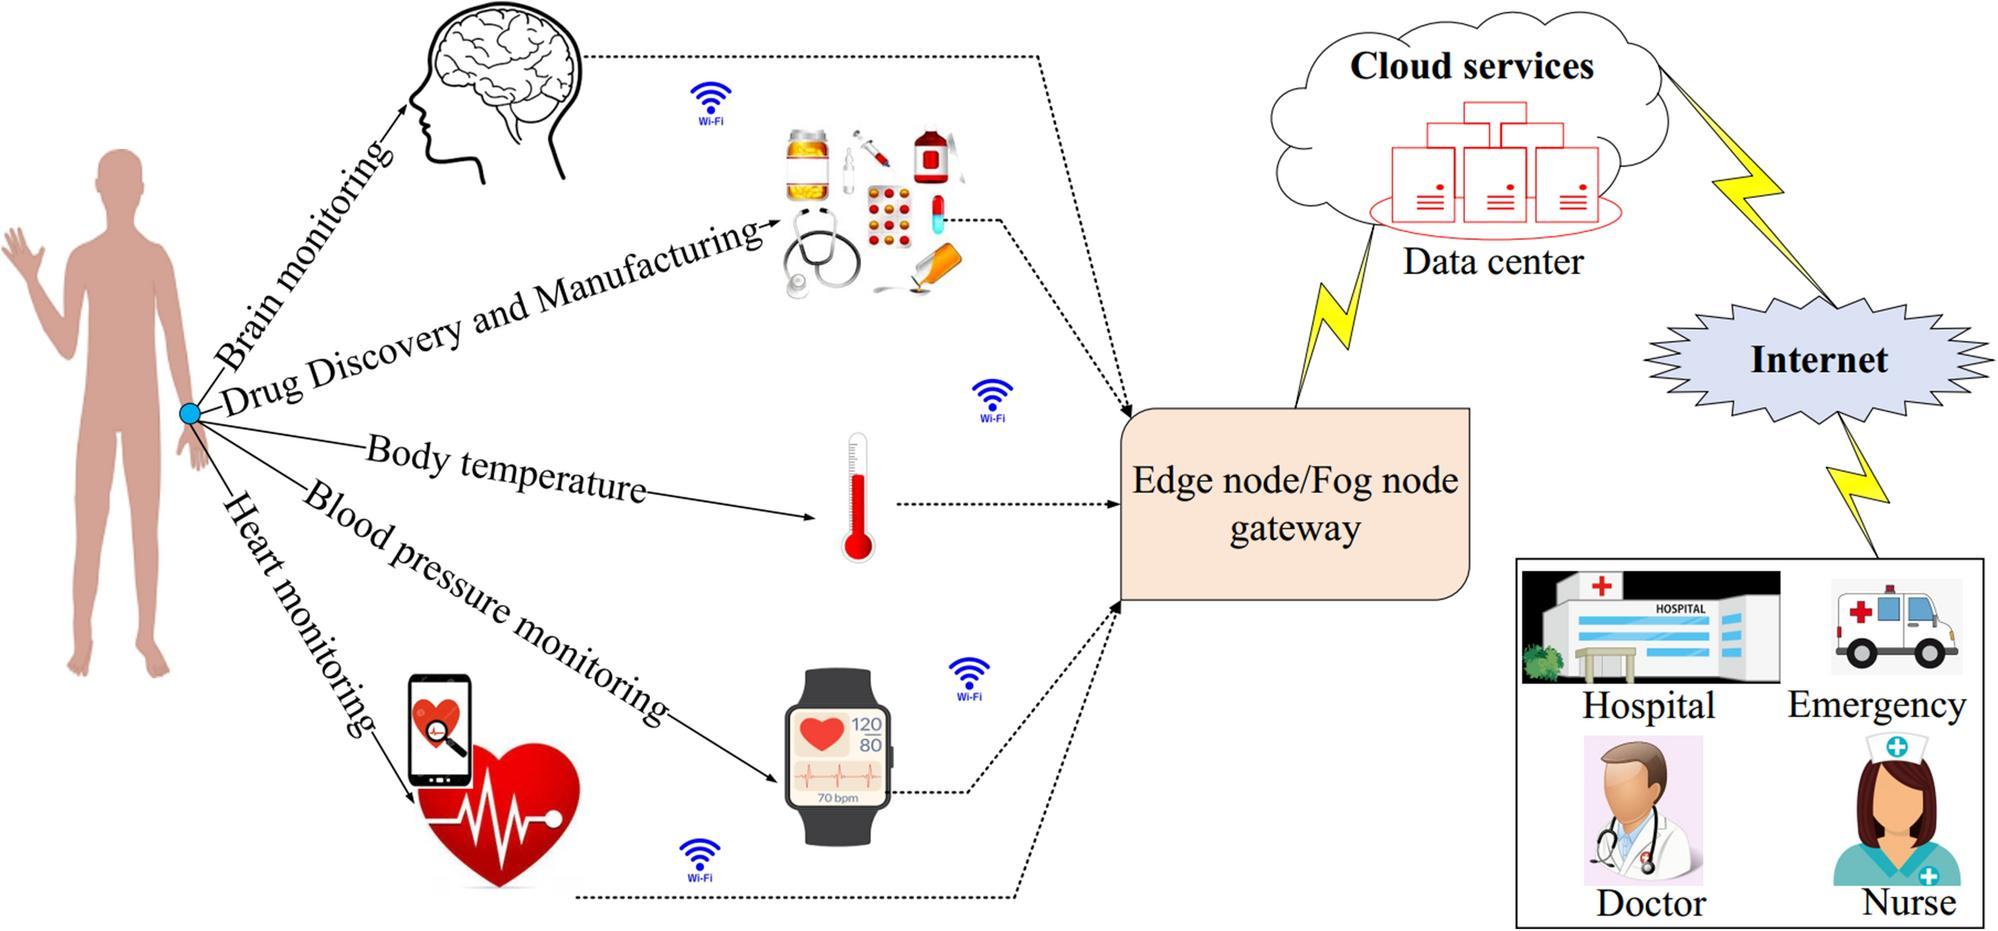 Cloud services
Wi-Fi
Brain monitoring
Drug Discovery and Manufacturing
Data center
Internet
Wi-Fi
Body temperature
Edge node/Fog node
gateway
Blood pressure monitoring
Heart monitoring
HOSPITAL
Wi-Fi
Hospital
Emergency
120
80
70 bpm
Wi-Fi
Doctor
Nurse